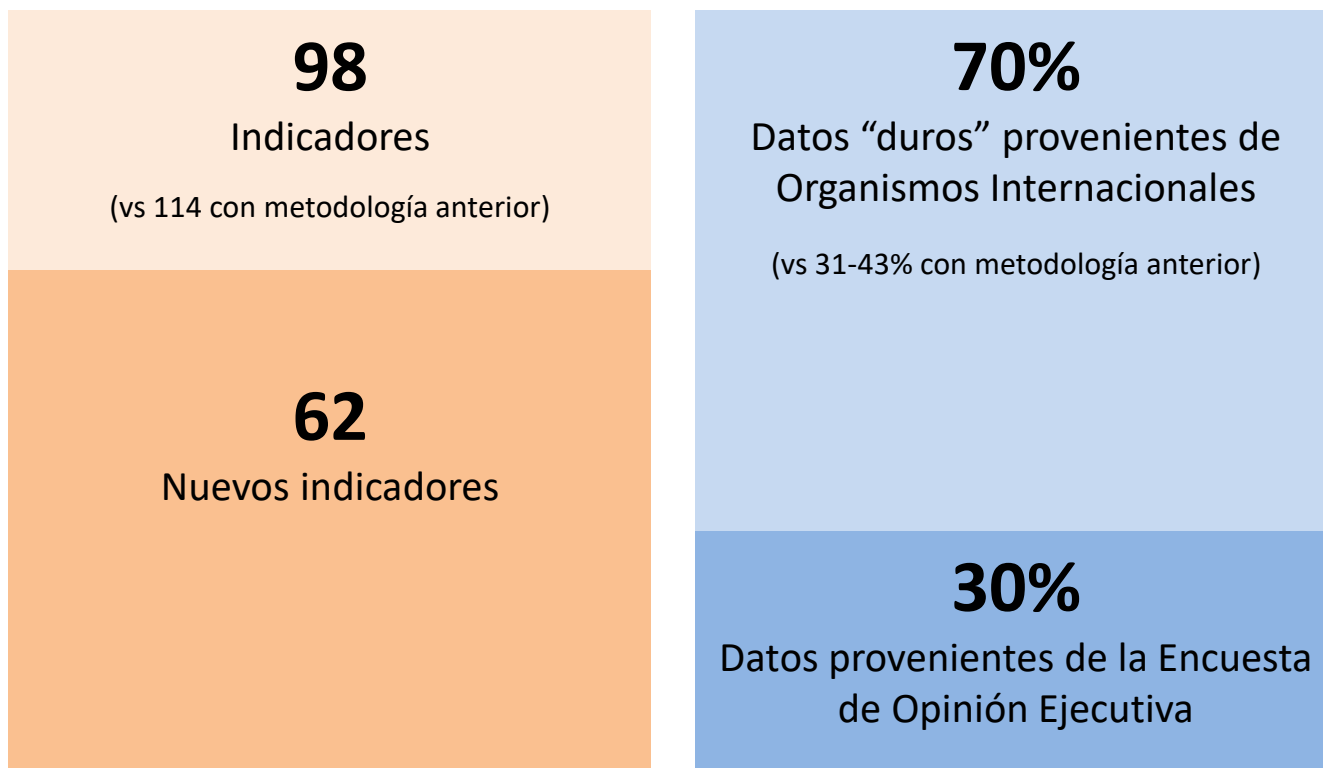 98
Indicadores
(vs 114 con metodología anterior)
62
Nuevos indicadores
70%
Datos “duros” provenientes de
Organismos Internacionales
(vs 31-43% con metodología anterior)
30%
Datos provenientes de la Encuesta
de Opinión Ejecutiva